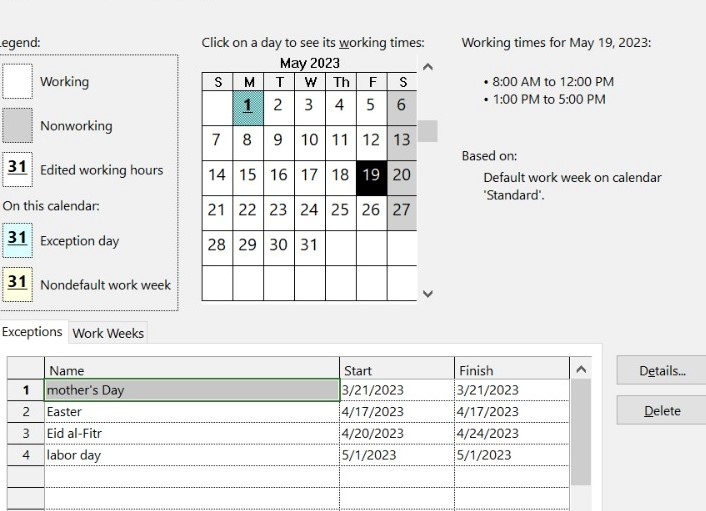 Legend:
Working
Nonworking
31 Edited working hours
On this calendar:
31 Exception day
31 Nondefault work week
Click on a day to see its working times:
May 2023
S M T W Th F S
1 2 3 4 5 6
7 8 9 10 11 12 13
14 15 16 17 18 19 20
21 22 23 24 25 26 27
28 29 30 31
Working times for May 19, 2023:
• 8:00 AM to 12:00 PM
• 1:00 PM to 5:00 PM
Based on:
Default work week on calendar
'Standard'.
Exceptions Work Weeks
Name Start Finish
1 mother's Day 3/21/2023 3/21/2023
2 Easter 4/17/2023 4/17/2023
3 Eid al-Fitr 4/20/2023 4/24/2023
4 labor day 5/1/2023 5/1/2023
Details...
Delete